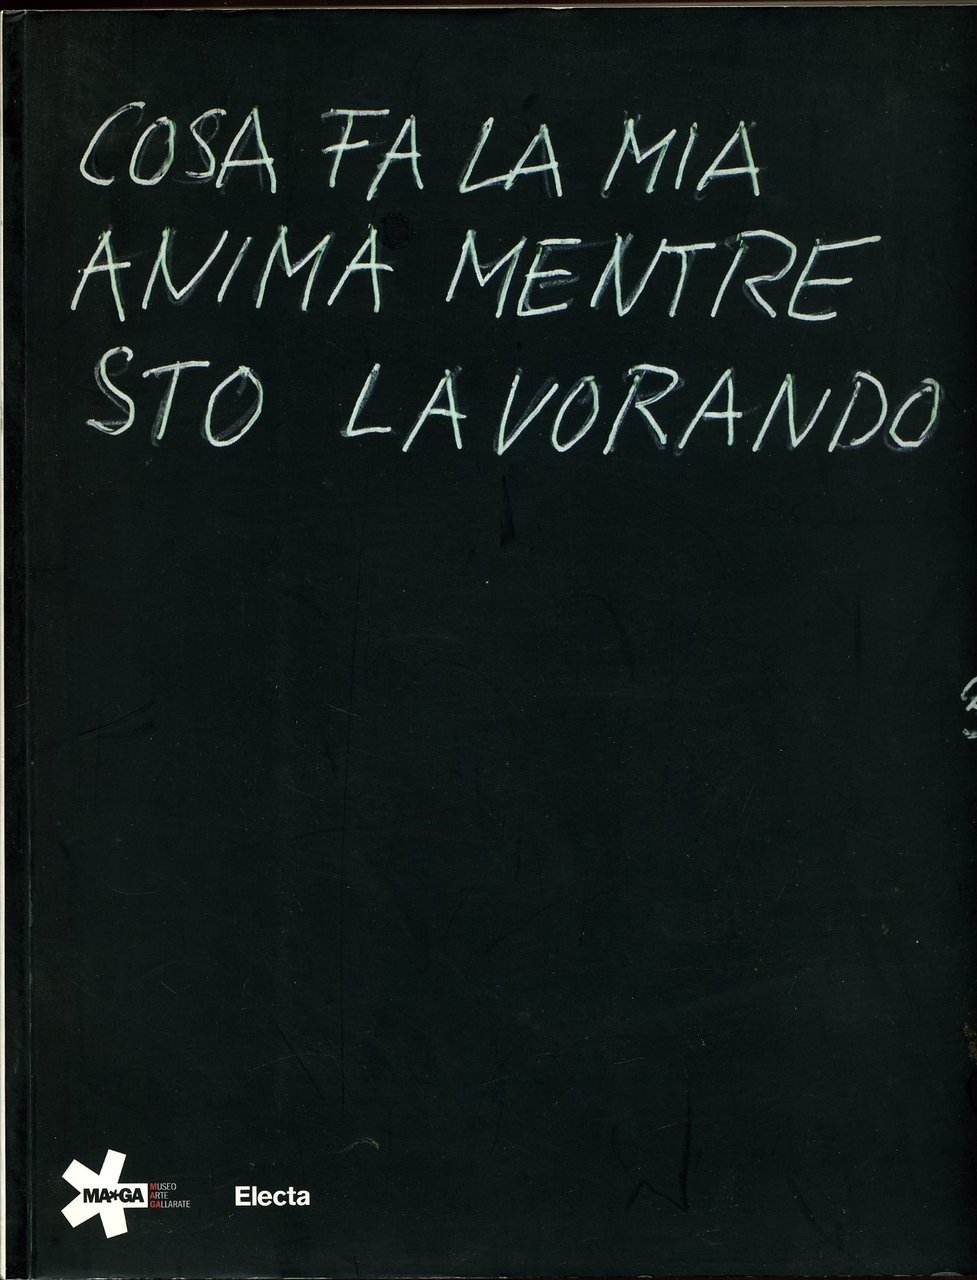 COSA FA LA MIA
ANIMA MENTRE
STO LAVORANDO
MA*GA
MUSEO
ARTE
GALLARATE
Electa